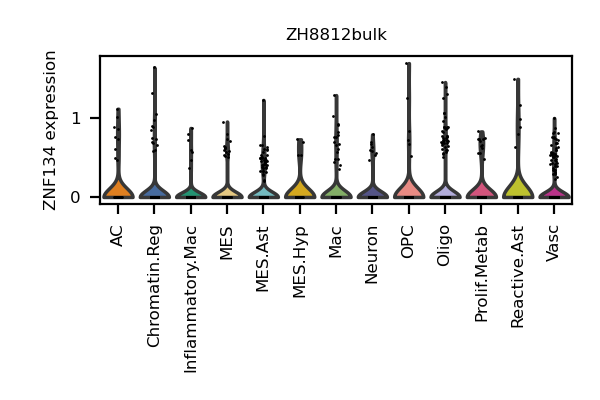 ZH8812bulk
ZNF134 expression
1
0
AC
Chromatin.Reg
Inflammatory.Mac
MES
MES.Ast
MES.Hyp
Mac
Neuron
OPC
Oligo
Prolif.Metab
Reactive.Ast
Vasc